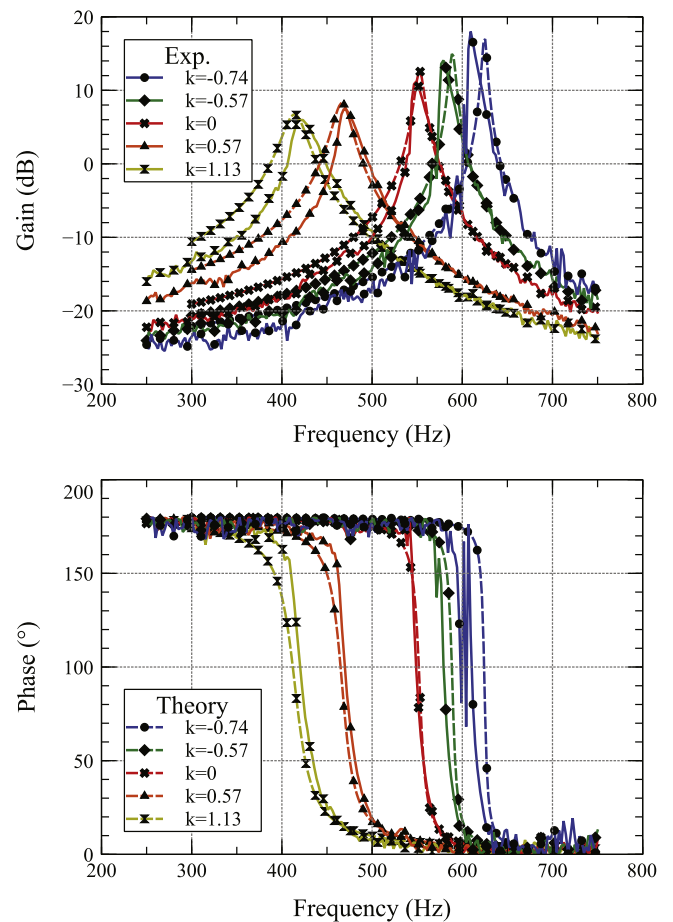 20
10
0
−10
−20
−30
Gain (dB)
Exp.
k=-0.74
k=-0.57
k=0
k=0.57
k=1.13
200
300
400
500
600
700
800
Frequency (Hz)
200
150
100
50
0
Phase (°)
Theory
k=-0.74
k=-0.57
k=0
k=0.57
k=1.13
200
300
400
500
600
700
800
Frequency (Hz)